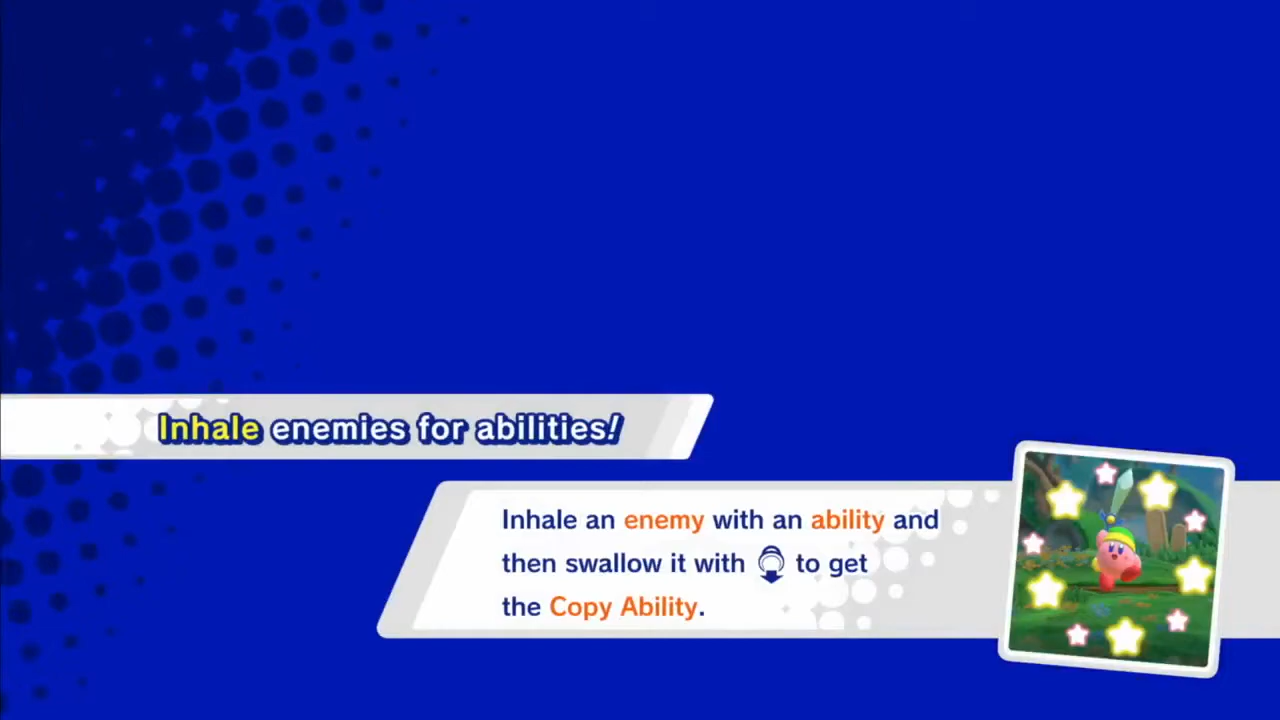 Inhale enemies for abilities!
Inhale an enemy with an ability and
then swallow it with to get
the Copy Ability.